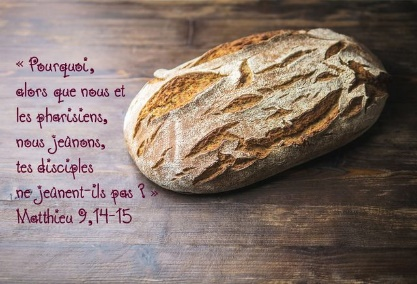 « Pourquoi,
alors que nous et
les pharisiens,
nous jeûnons,
tes disciples
ne jeûnent-ils pas ? »
Matthieu 9,14-15